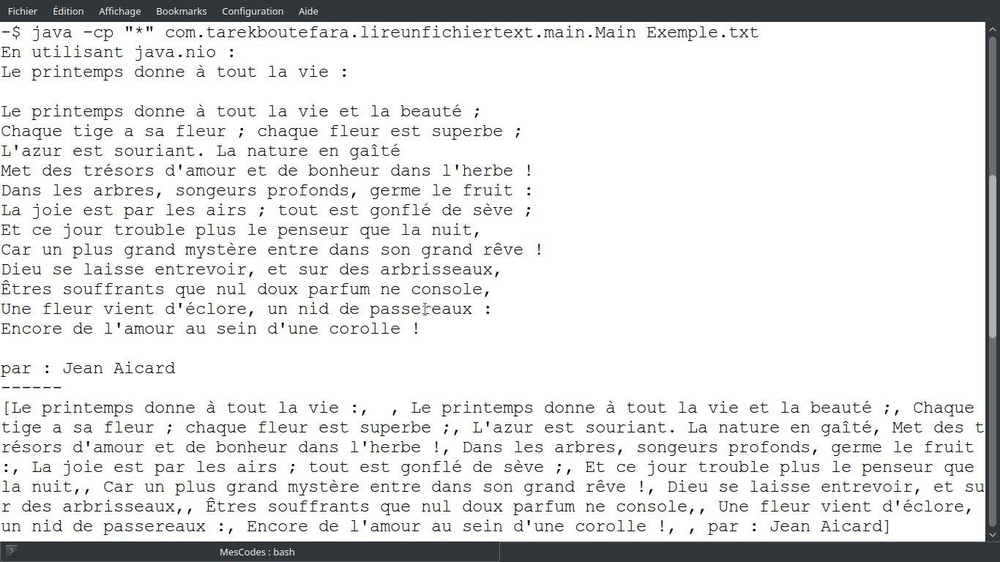 Fichier Édition Affichage Bookmarks Configuration Aide
-$ java -cp "*" com.tarekboutefara.lireunfichiertext.main.Main Exemple.txt
En utilisant java.nio :
Le printemps donne à tout la vie :

Le printemps donne à tout la vie et la beauté ;
Chaque tige a sa fleur ; chaque fleur est superbe ;
L'azur est souriant. La nature en gaîté
Met des trésors d'amour et de bonheur dans l'herbe !
Dans les arbres, songeurs profonds, germe le fruit :
La joie est par les airs ; tout est gonflé de sève ;
Et ce jour trouble plus le penseur que la nuit,
Car un plus grand mystère entre dans son grand rêve !
Dieu se laisse entrevoir, et sur des arbrisseaux,
Êtres souffrants que nul doux parfum ne console,
Une fleur vient d'éclore, un nid de passereaux :
Encore de l'amour au sein d'une corolle !

par : Jean Aicard
------
[Le printemps donne à tout la vie :,  , Le printemps donne à tout la vie et la beauté ;, Chaque
tige a sa fleur ; chaque fleur est superbe ;, L'azur est souriant. La nature en gaîté, Met des t
résors d'amour et de bonheur dans l'herbe !, Dans les arbres, songeurs profonds, germe le fruit
:, La joie est par les airs ; tout est gonflé de sève ;, Et ce jour trouble plus le penseur que
la nuit,, Car un plus grand mystère entre dans son grand rêve !, Dieu se laisse entrevoir, et su
r des arbrisseaux,, Êtres souffrants que nul doux parfum ne console,, Une fleur vient d'éclore,
un nid de passereaux :, Encore de l'amour au sein d'une corolle !, , par : Jean Aicard]
MesCodes : bash